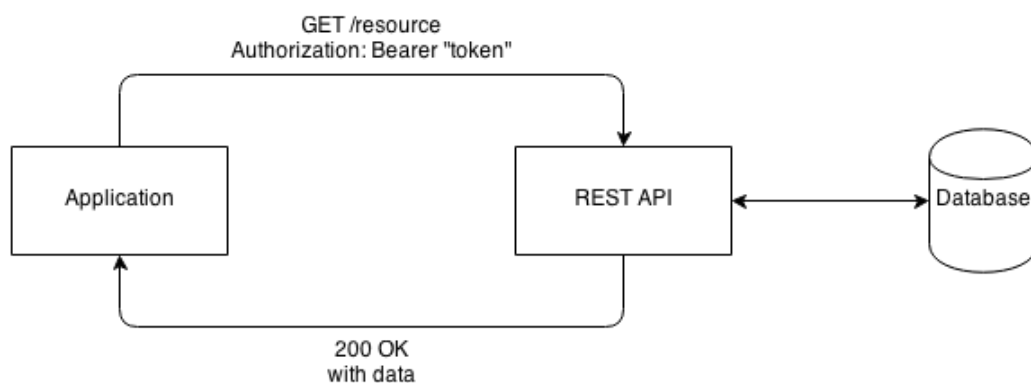 GET /resource
Authorization: Bearer "token"
Application
REST API
Database
200 OK
with data